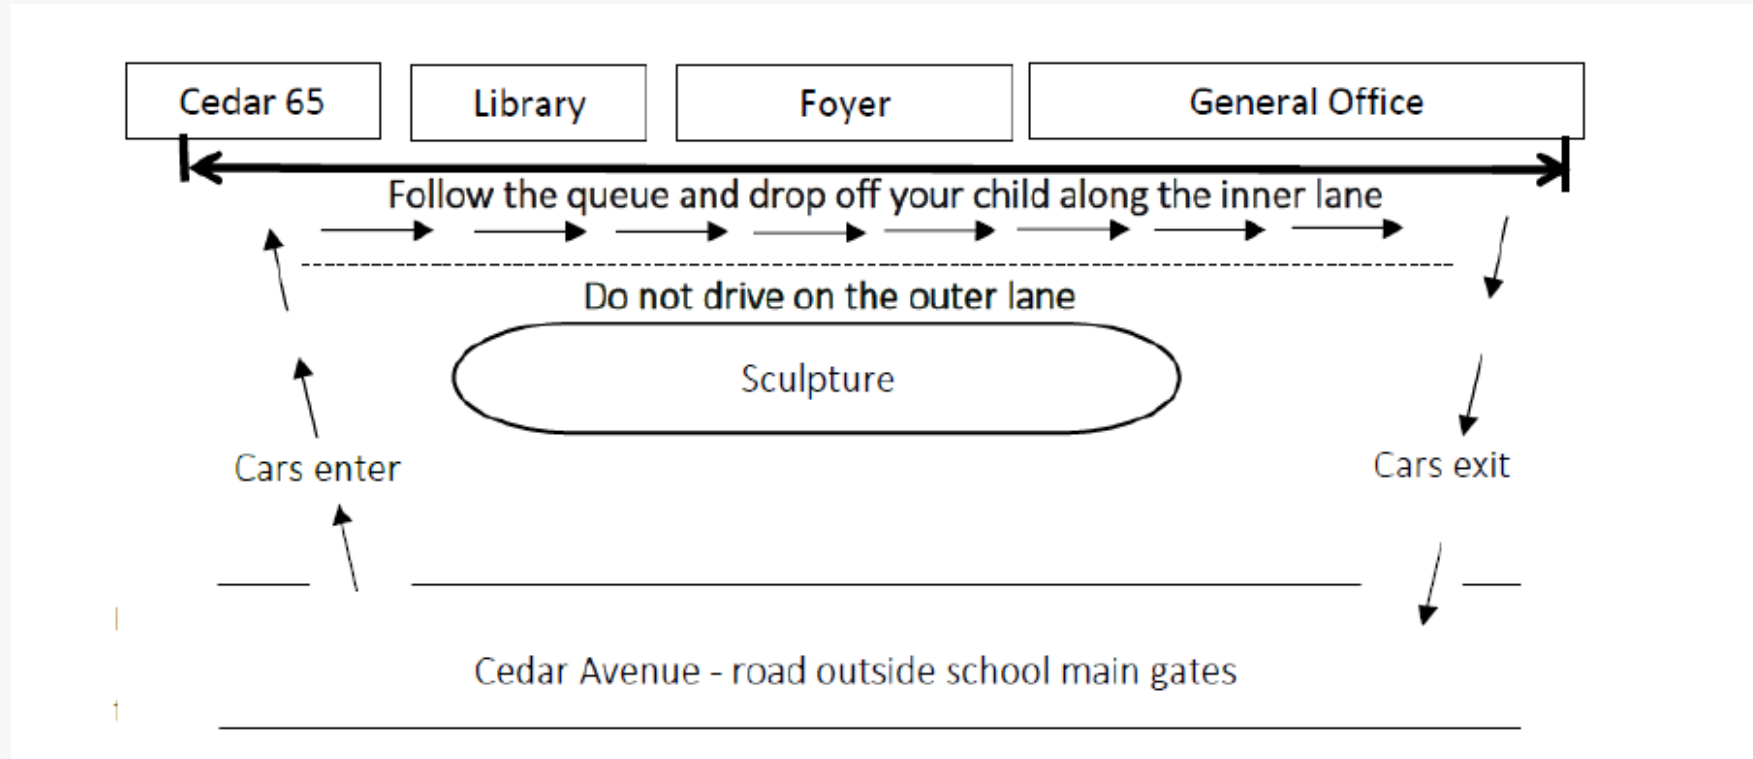 Cedar 65
Library
Foyer
General Office
Follow the queue and drop off your child along the inner lane
Do not drive on the outer lane
Sculpture
Cars enter
Cars exit
Cedar Avenue - road outside school main gates